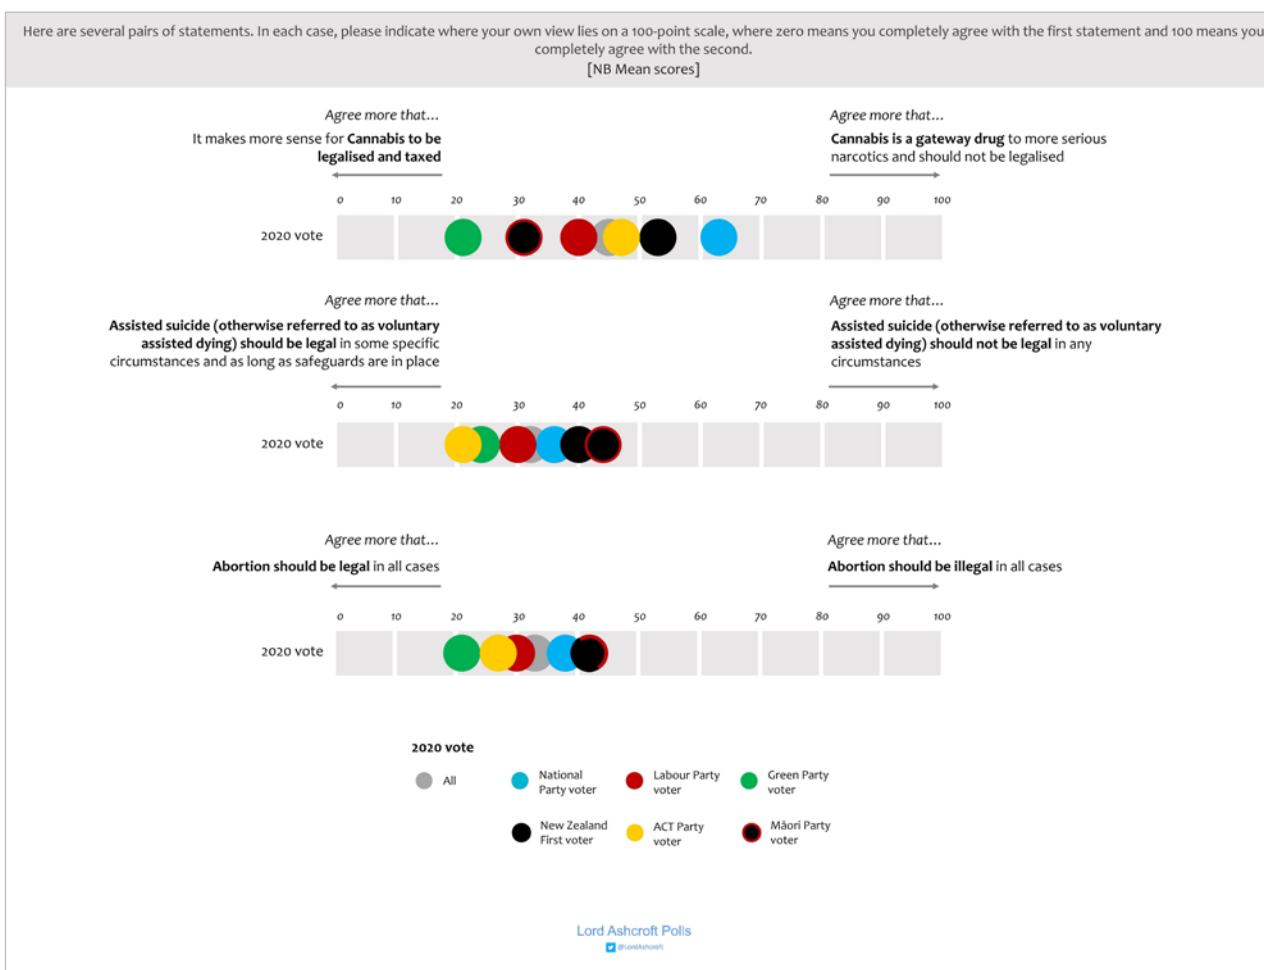 Here are several pairs of statements. In each case, please indicate where your own view lies on a 100-point scale, where zero means you completely agree with the first statement and 100 means you
completely agree with the second.
[NB Mean scores]
Agree more that...
It makes more sense for Cannabis to be
legalised and taxed
Agree more that...
Cannabis is a gateway drug to more serious
narcotics and should not be legalised
0 10 20 30 40 50 60 70 80 90 100
2020 vote
Agree more that...
Assisted suicide (otherwise referred to as voluntary
assisted dying) should be legal in some specific
circumstances and as long as safeguards are in place
Agree more that...
Assisted suicide (otherwise referred to as voluntary
assisted dying) should not be legal in any
circumstances
0 10 20 30 40 50 60 70 80 90 100
2020 vote
Agree more that...
Abortion should be legal in all cases
Agree more that...
Abortion should be illegal in all cases
0 10 20 30 40 50 60 70 80 90 100
2020 vote
2020 vote
All
National
Party voter
Labour Party
voter
Green Party
voter
New Zealand
First voter
ACT Party
voter
Māori Party
voter
Lord Ashcroft Polls
@LordAshcroft